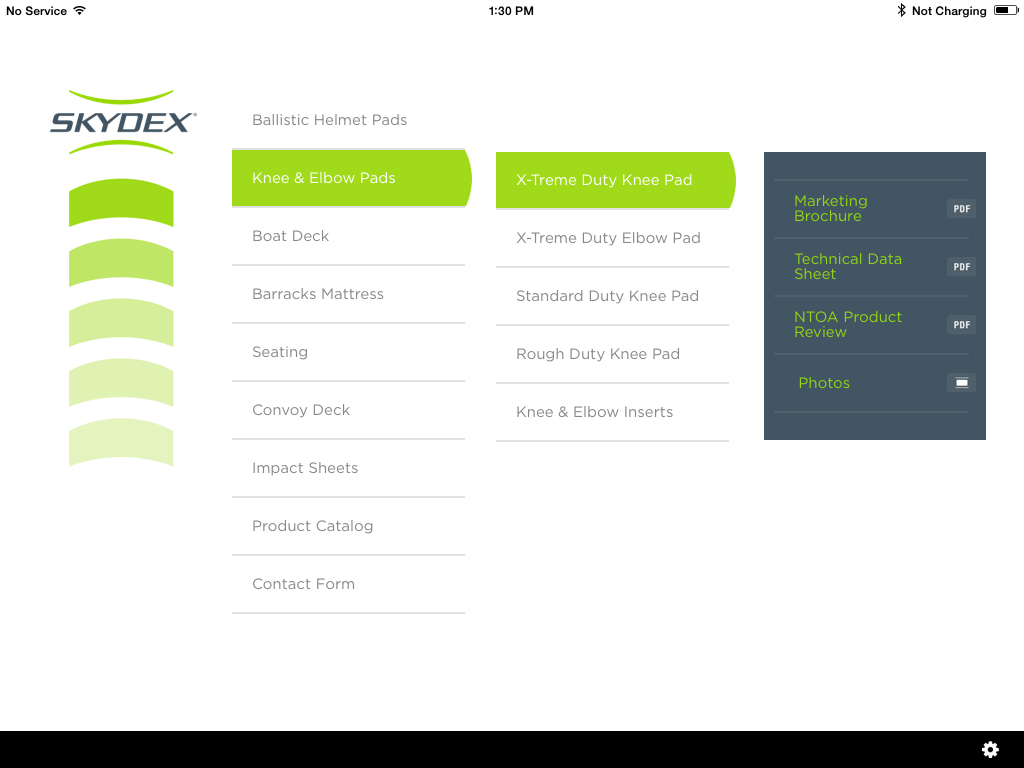 No Service
1:30 PM
Not Charging
SKYDEX®
Ballistic Helmet Pads
Knee & Elbow Pads
Boat Deck
Barracks Mattress
Seating
Convoy Deck
Impact Sheets
Product Catalog
Contact Form
X-Treme Duty Knee Pad
X-Treme Duty Elbow Pad
Standard Duty Knee Pad
Rough Duty Knee Pad
Knee & Elbow Inserts
Marketing
Brochure
PDF
Technical Data
Sheet
PDF
NTOA Product
Review
PDF
Photos